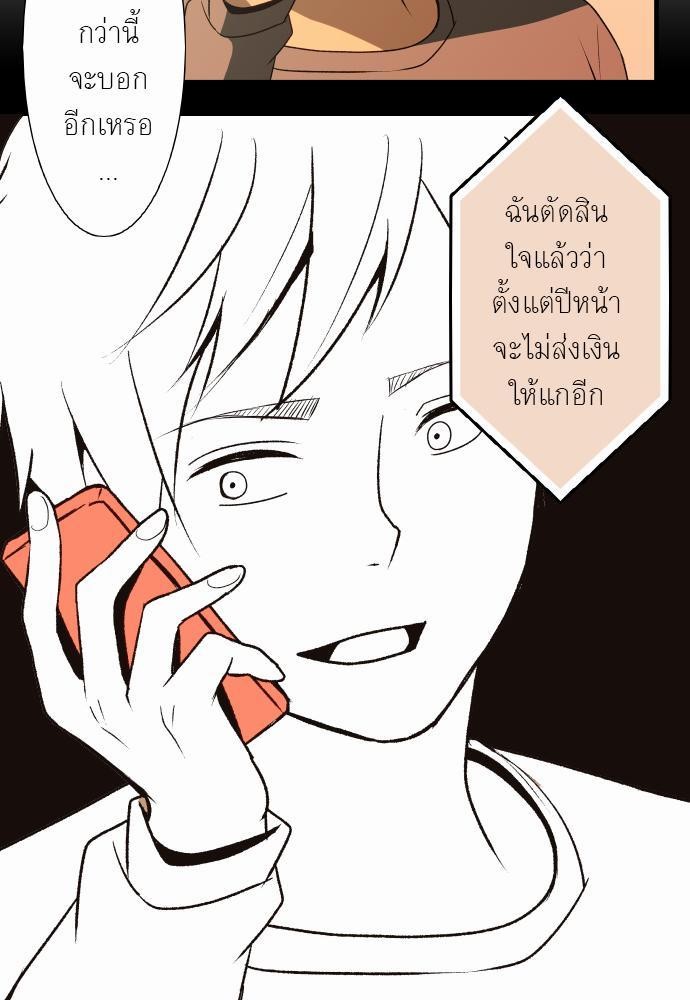 กว่านี้
จะบอก
อีกเหรอ
...
ฉันตัดสิน
ใจแล้วว่า
ตั้งแต่ปีหน้า
จะไม่ส่งเงิน
ให้แกอีก